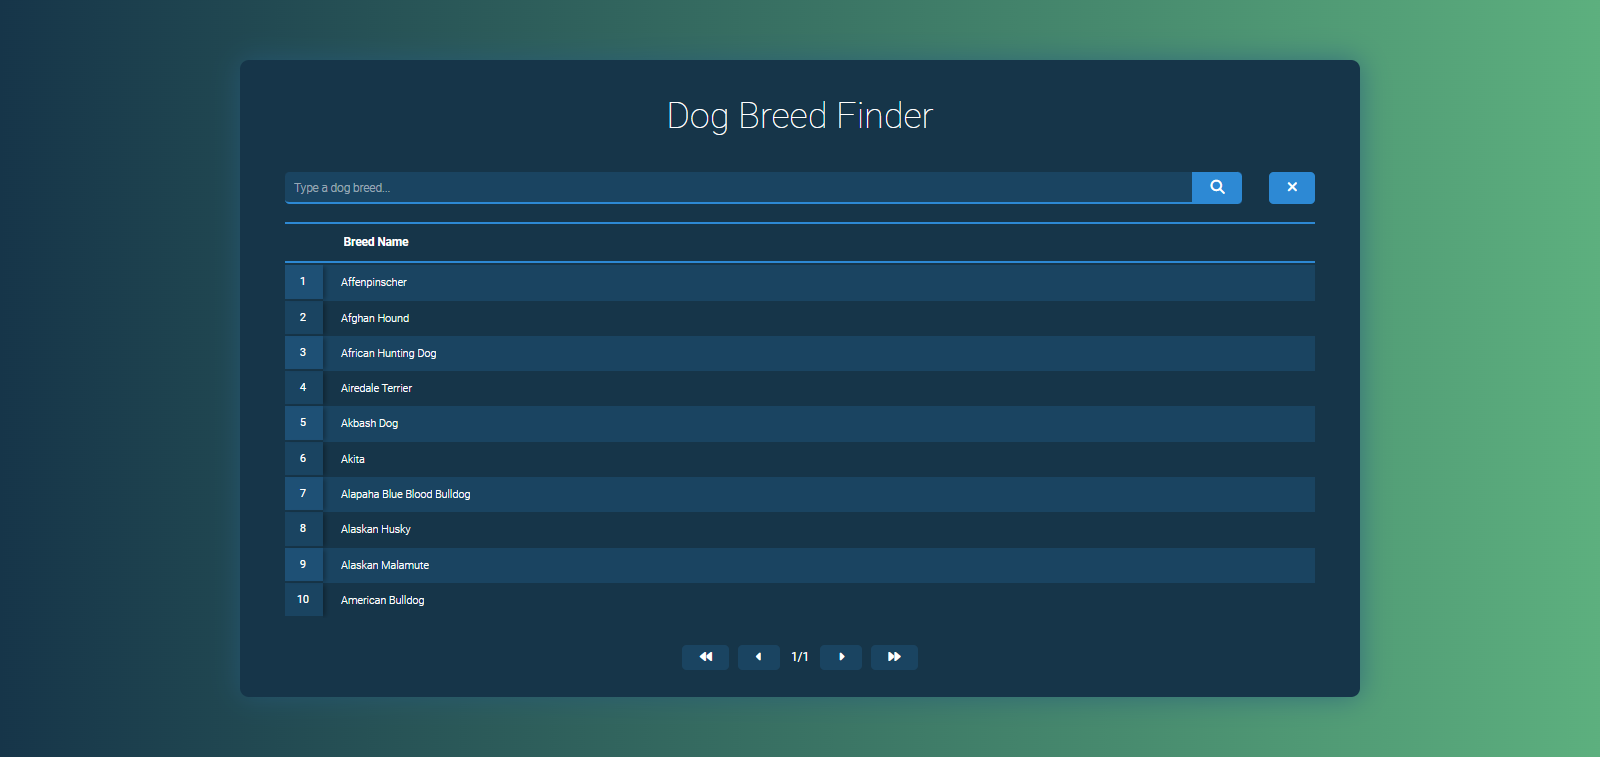 Dog Breed Finder
Type a dog breed...
Breed Name
1 Affenpinscher
2 Afghan Hound
3 African Hunting Dog
4 Airedale Terrier
5 Akbash Dog
6 Akita
7 Alapaha Blue Blood Bulldog
8 Alaskan Husky
9 Alaskan Malamute
10 American Bulldog
1/1